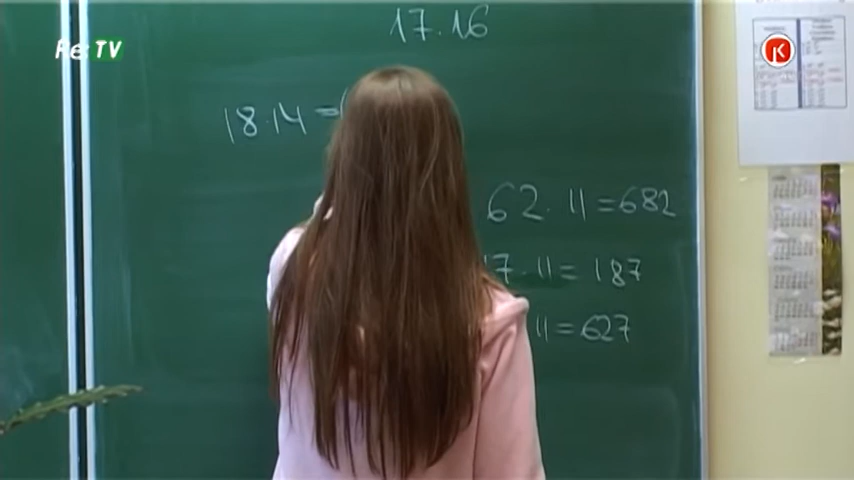 17.16
Re:TV
K
18.14 =
62.11 = 682
17.11 = 187
11 = 627